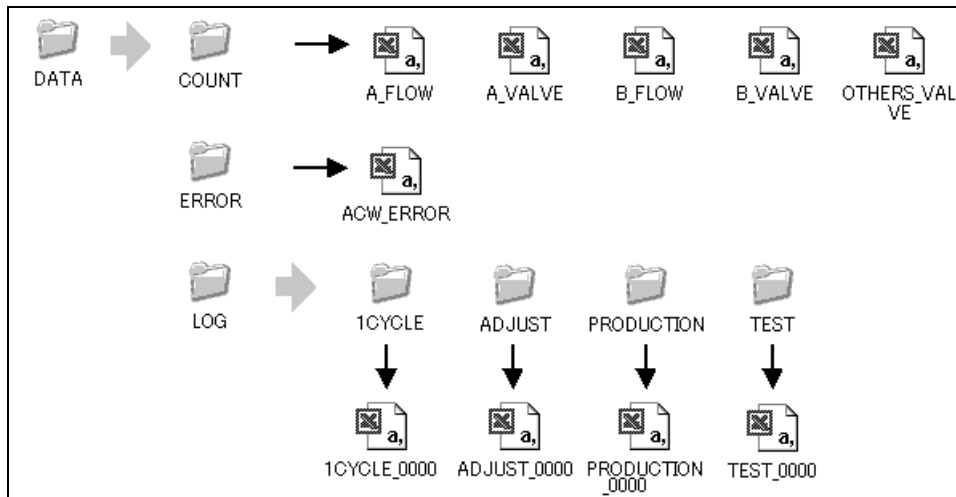 DATA
COUNT
A_FLOW
A_VALVE
B_FLOW
B_VALVE
OTHERS_VAL
VE
a,
a,
a,
a,
a,
ERROR
ACW_ERROR
a,
LOG
1CYCLE
ADJUST
PRODUCTION
TEST
a,
a,
a,
a,
1CYCLE_0000
ADJUST_0000
PRODUCTION
_0000
TEST_0000